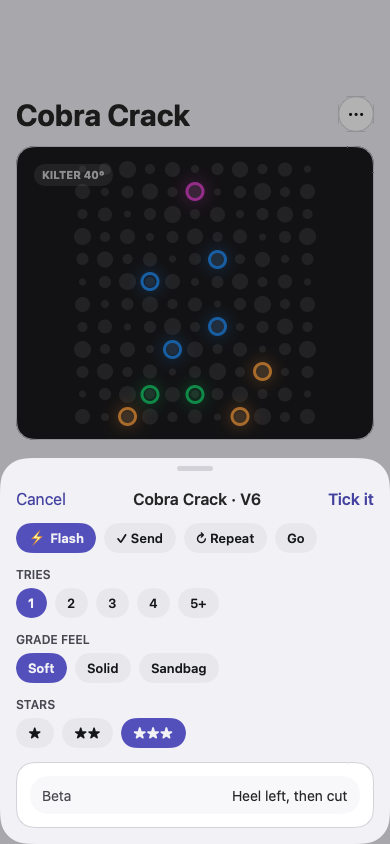 Cobra Crack
KILTER 40°
Cancel
Cobra Crack · V6
Tick it
⚡ Flash
✓ Send
↻ Repeat
Go
TRIES
1
2
3
4
5+
GRADE FEEL
Soft
Solid
Sandbag
STARS
★
★★
★★★
Beta
Heel left, then cut